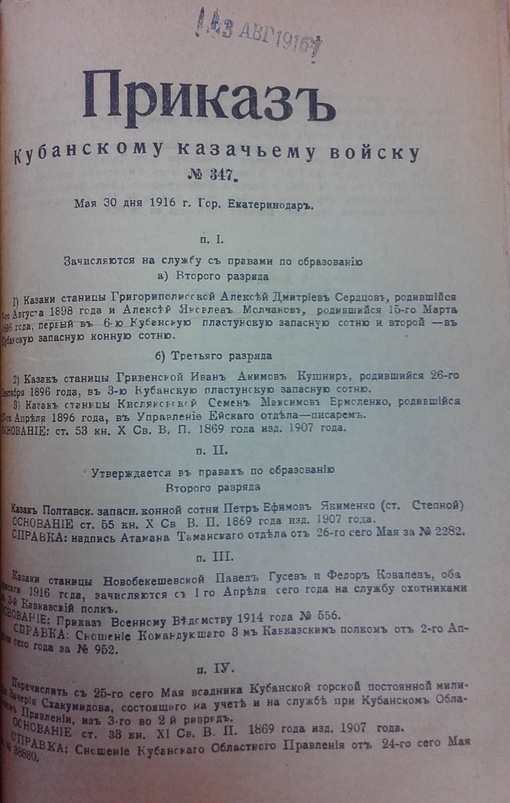 13 АВГ 1916
Приказъ
Кубанскому казачьему войску
№ 347.
Мая 30 дня 1916 г. Гор. Екатеринодаръ.
п. I.
Зачисляются на службу съ правами по образованію
а) Второго разряда
1) Казаки станицы Григориполисской Алексѣй Дмитріевъ Сердцовъ, родившійся
Августа 1898 года и Алексѣй Яковлевъ Молчановъ, родившійся 15-го Марта
1896 года, первый въ 6-ю Кубанскую пластунскую запасную сотню и второй —въ
Кубанскую запасную конную сотню.
б) Третьяго разряда
2) Казакъ станицы Гривенской Иванъ Акимовъ Кушниръ, родившійся 26-го
1896 года, въ 3-ю Кубанскую пластунскую запасную сотню.
3) Казакъ станицы Кисляковской Семенъ Максимовъ Ермоленко, родившійся
Апрѣля 1896 года, въ Управленіе Ейскаго отдѣла—писаремъ.
ОСНОВАНІЕ: ст. 53 кн. X Св. В. П. 1869 года изд. 1907 года.
п. II.
Утверждается въ правахъ по образованію
Второго разряда
Казакъ Полтавск. запасн. конной сотни Петръ Ефимовъ Якименко (ст. Степной)
ОСНОВАНІЕ ст. 55 кн. X Св В. П. 1869 года изд. 1907 года.
СПРАВКА: надпись Атамана Таманскаго отдѣла отъ 26-го сего Мая за № 2282.
п. III.
Казаки станицы Новобекешевской Павелъ Гусевъ и Федоръ Ковалевъ, оба
1916 года, зачисляются съ 1 го Апрѣля сего года на службу охотниками
3-й Кавказскій полкъ.
ОСНОВАНІЕ: Приказъ Военному Вѣдомству 1914 года № 556.
СПРАВКА: Сношеніе Командующаго 3 мъ Кавказскимъ полкомъ отъ 2-го Ап-
сего года за № 952.
п. IV.
Перечислить съ 25-го сего Мая всадника Кубанской горской постоянной мили-
Зачерія Схакумидова, состоящаго на учетѣ и на службѣ при Кубанскомъ Обла-
Правленіи, изъ 3-го во 2 й разрядъ.
ОСНОВАНІЕ ст. 38 кн. XI Св. В. П. 1869 года изд. 1907 года.
СПРАВКА: Сношеніе Кубанскаго Областного Правленія отъ 24-го сего Мая
№ 38880.